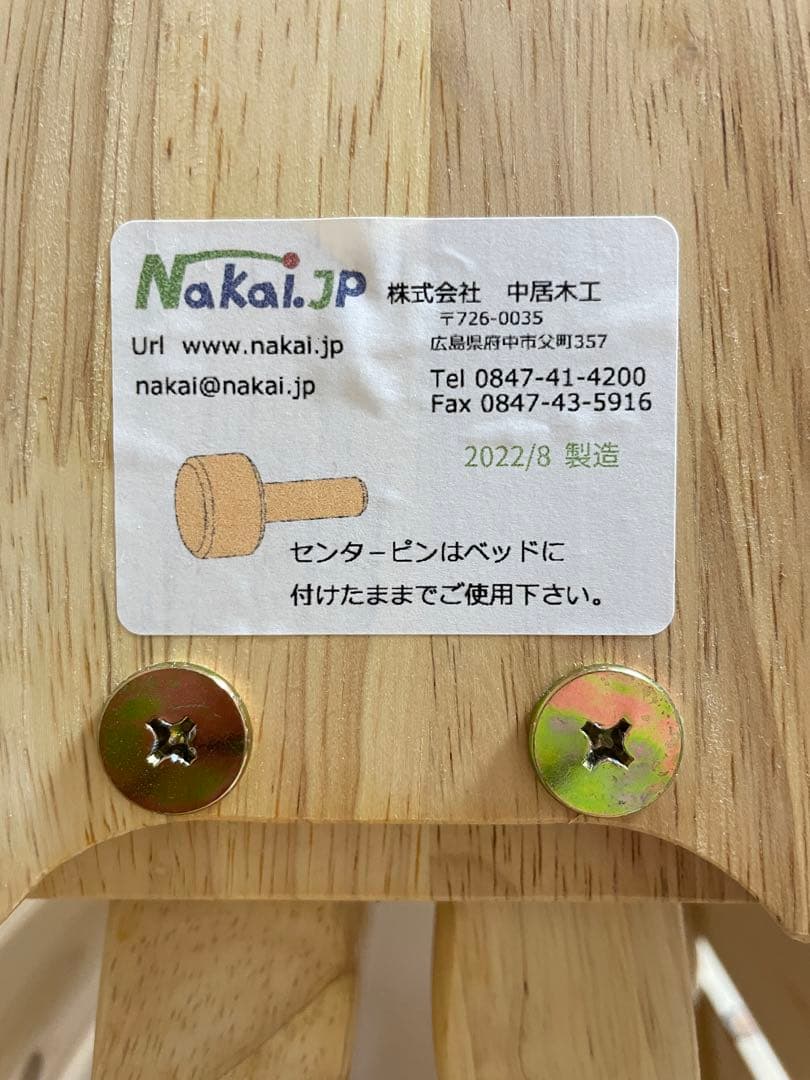 Nakai.JP
株式会社 中居木工
〒726-0035
Url www.nakai.jp
広島県府中市父町357
nakai@nakai.jp
Tel 0847-41-4200
Fax 0847-43-5916
2022/8 製造
センターピンはベッドに
付けたままでご使用下さい。